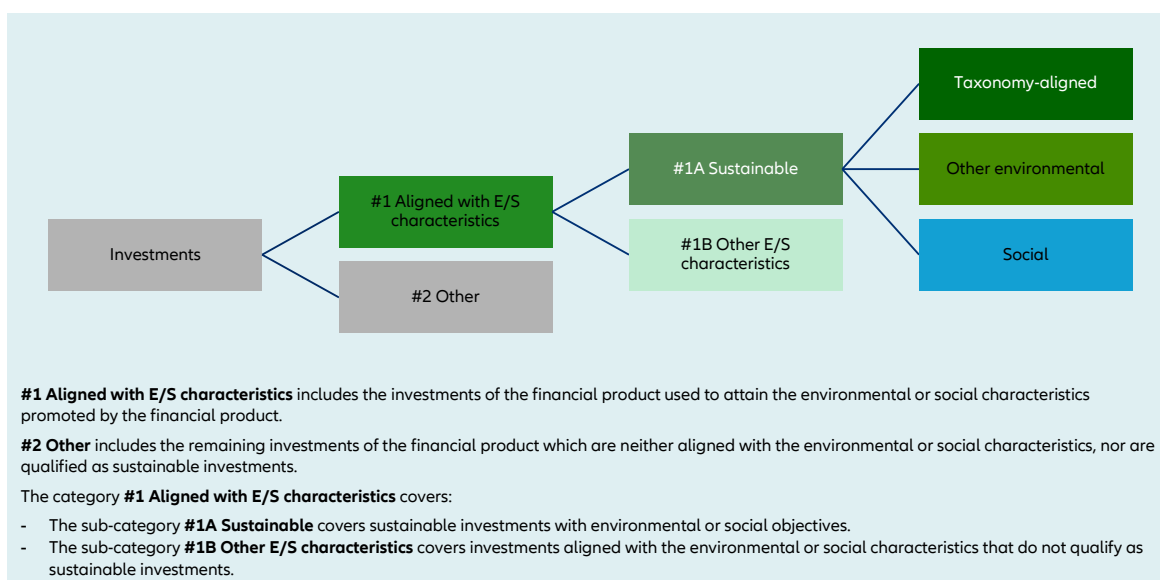 Taxonomy-aligned
#1A Sustainable
Other environmental
#1 Aligned with E/S
characteristics
Investments
#1B Other E/S
characteristics
Social
#2 Other
#1 Aligned with E/S characteristics includes the investments of the financial product used to attain the environmental or social characteristics
promoted by the financial product.
#2 Other includes the remaining investments of the financial product which are neither aligned with the environmental or social characteristics, nor are
qualified as sustainable investments.
The category #1 Aligned with E/S characteristics covers:
- The sub-category #1A Sustainable covers sustainable investments with environmental or social objectives.
- The sub-category #1B Other E/S characteristics covers investments aligned with the environmental or social characteristics that do not qualify as
sustainable investments.